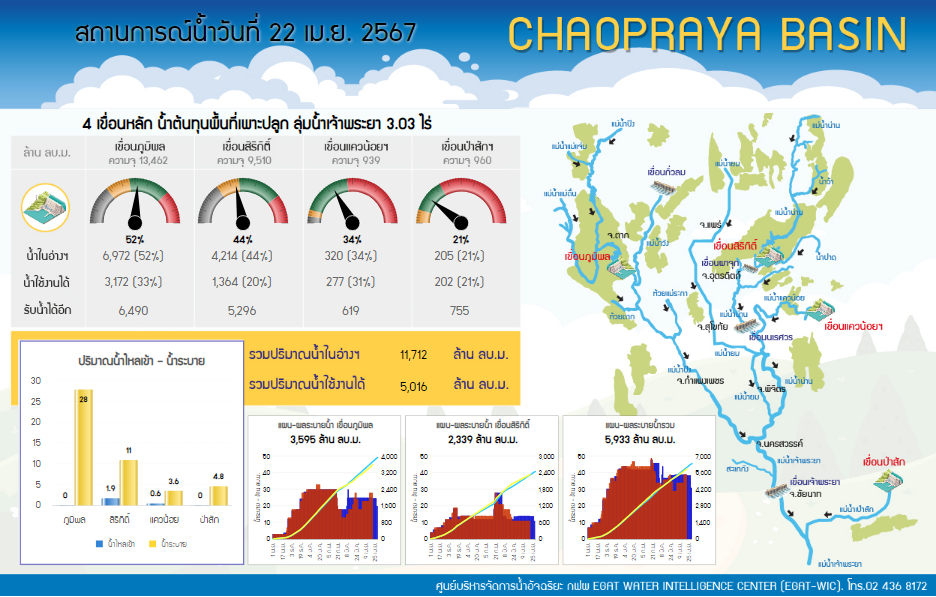 สถานการณ์น้ำวันที่ 22 เม.ย. 2567
CHAOPRAYA BASIN
4 เขื่อนหลัก น้ำต้นทุนพื้นที่เพาะปลูก ลุ่มน้ำเจ้าพระยา 3.03 ไร่
ล้าน ลบ.ม.
เขื่อนภูมิพล เขื่อนสิริกิติ์ เขื่อนแควน้อยฯ เขื่อนป่าสักฯ
ความจุ 13,462 ความจุ 9,510 ความจุ 939 ความจุ 960
52% 44% 34% 21%
น้ำในอ่างฯ 6,972 (52%) 4,214 (44%) 320 (34%) 205 (21%)
น้ำใช้งานได้ 3,172 (33%) 1,364 (20%) 277 (31%) 202 (21%)
รับน้ำได้อีก 6,490 5,296 619 755
รวมปริมาณน้ำในอ่างฯ 11,712 ล้าน ลบ.ม.
รวมปริมาณน้ำใช้งานได้ 5,016 ล้าน ลบ.ม.
ปริมาณน้ำไหลเข้า - น้ำระบาย
30
25
20
15
10
5
0
0 28 1.9 11 0.6 3.6 0 4.8
ภูมิพล สิริกิติ์ แควน้อย ป่าสัก
น้ำไหลเข้า น้ำระบาย
แผน-ผลระบายน้ำ เขื่อนภูมิพล
3,595 ล้าน ลบ.ม.
แผน-ผลระบายน้ำ เขื่อนสิริกิติ์
2,339 ล้าน ลบ.ม.
แผน-ผลระบายน้ำรวม
5,933 ล้าน ลบ.ม.
แม่น้ำปิง
แม่น้ำน่าน
แม่น้ำแม่แจ่ม
เขื่อนกิ่วลม
แม่น้ำยม
น้ำว้า
แม่น้ำแม่ตื่น
แม่น้ำน่าน
จ.แพร่
จ.ตาก
แม่น้ำวัง
เขื่อนสิริกิติ์
เขื่อนภูมิพล
เขื่อนผาจุก
จ.อุตรดิตถ์
น้ำปาด
แม่น้ำแควน้อย
แม่น้ำน่าน
จ.สุโขทัย
เขื่อนแควน้อยฯ
เขื่อนนเรศวร
แม่น้ำยม
แม่น้ำปิง
จ.กำแพงเพชร
แม่น้ำน่าน
จ.พิจิตร
แม่น้ำยม
จ.นครสวรรค์
แม่น้ำเจ้าพระยา
เขื่อนป่าสัก
เขื่อนเจ้าพระยา
จ.ชัยนาท
แม่น้ำป่าสัก
แม่น้ำเจ้าพระยา
ศูนย์บริหารจัดการน้ำอัจฉริยะ กฟผ EGAT WATER INTELLIGENCE CENTER (EGAT-WIC). โทร.02 436 8172